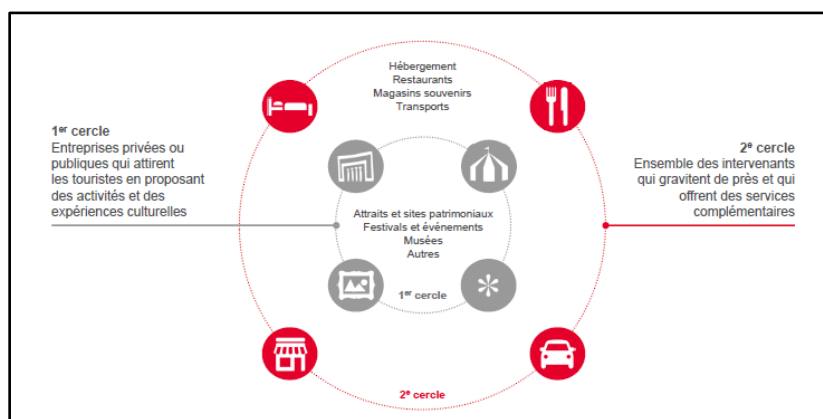 Hébergement
Restaurants
Magasins souvenirs
Transports
1er cercle
Entreprises privées ou
publiques qui attirent
les touristes en proposant
des activités et des
expériences culturelles
2e cercle
Ensemble des intervenants
qui gravitent de près et qui
offrent des services
complémentaires
Attraits et sites patrimoniaux
Festivals et événements
Musées
Autres
1er cercle
2e cercle